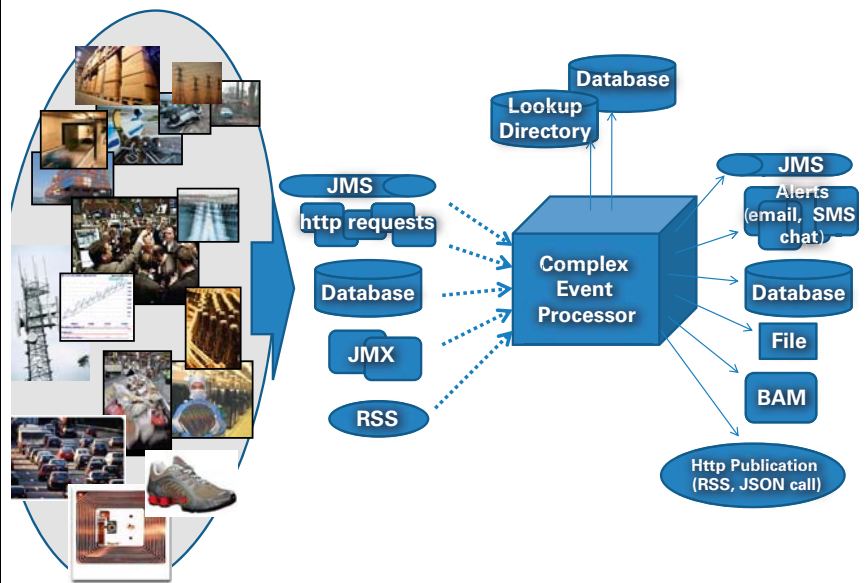 Database
Lookup
Directory
JMS
http requests
Database
JMX
RSS
Complex
Event
Processor
JMS
Alerts
(email, SMS
chat)
Database
File
BAM
Http Publication
(RSS, JSON call)